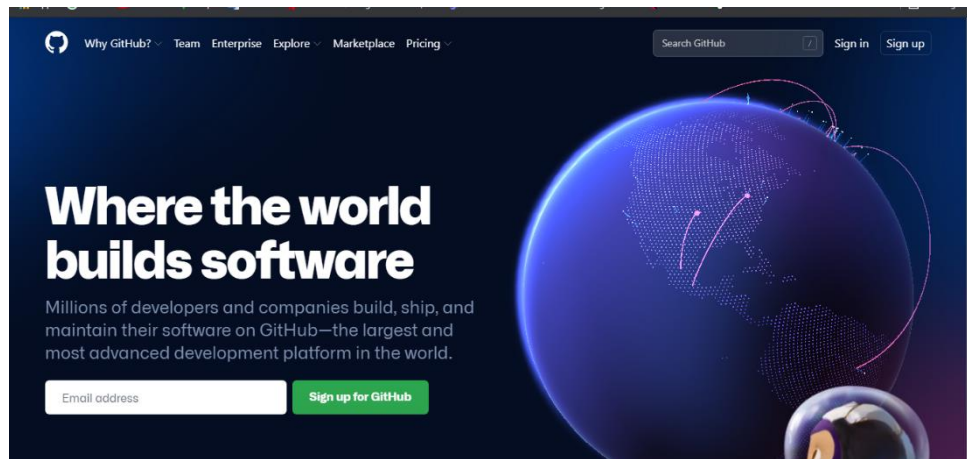 Why GitHub? Team Enterprise Explore Marketplace Pricing Search GitHub / Sign in Sign up
Where the world
builds software
Millions of developers and companies build, ship, and
maintain their software on GitHub—the largest and
most advanced development platform in the world.
Email address Sign up for GitHub